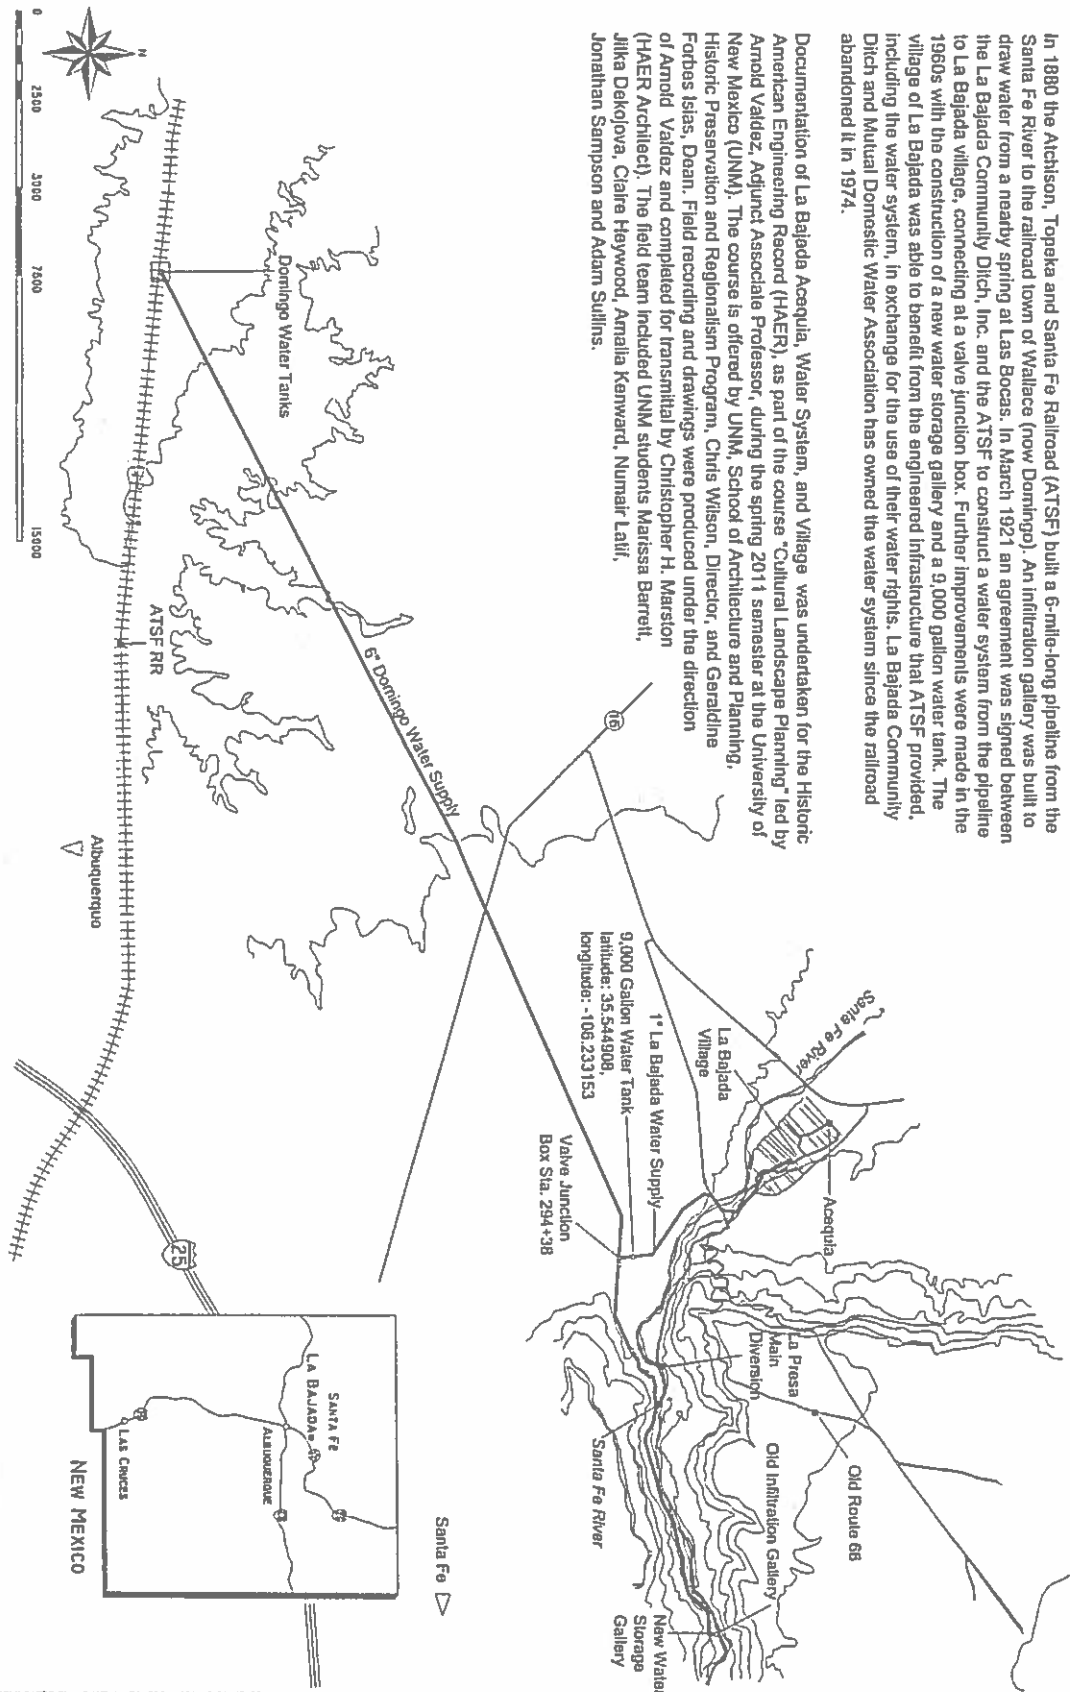 In 1880 the Atchison, Topeka and Santa Fe Railroad (ATSF) built a 6-mile-long pipeline from the
Santa Fe River to the railroad town of Wallace (now Domingo). An infiltration gallery was built to
draw water from a nearby spring at Las Bocas. In March 1921 an agreement was signed between
the La Bajada Community Ditch, Inc. and the ATSF to construct a water system from the pipeline
to La Bajada village, connecting at a valve junction box. Further improvements were made in the
1960s with the construction of a new water storage gallery and a 9,000 gallon water tank. The
village of La Bajada was able to benefit from the engineered infrastructure that ATSF provided,
including the water system, in exchange for the use of their water rights. La Bajada Community
Ditch and Mutual Domestic Water Association has owned the water system since the railroad
abandoned it in 1974.
Documentation of La Bajada Acequia, Water System, and Village was undertaken for the Historic
American Engineering Record (HAER), as part of the course "Cultural Landscape Planning" led by
Arnold Valdez, Adjunct Associate Professor, during the spring 2011 semester at the University of
New Mexico (UNM). The course is offered by UNM, School of Architecture and Planning,
Historic Preservation and Regionalism Program, Chris Wilson, Director, and Geraldine
Forbes Isias, Dean. Field recording and drawings were produced under the direction
of Arnold Valdez and completed for transmittal by Christopher H. Marston
(HAER Architect). The field team included UNM students Marissa Barrett,
Jilka Dekojova, Claire Heywood, Amalia Kenward, Numair Latif,
Jonathan Sampson and Adam Sullins.
Santa Fe River
La Bajada
Village
Acequia
1" La Bajada Water Supply
9,000 Gallon Water Tank
latitude: 35.544908,
longitude: -106.233153
Valve Junction
Box Sta. 294+38
La Presa
Main
Diversion
Old Route 66
Old Infiltration Gallery
Santa Fe River
New Water
Storage
Gallery
16
6" Domingo Water Supply
Domingo Water Tanks
ATSF RR
Albuquerque
25
Santa Fe
SANTA FE
LA BAJADA
ALBUQUERQUE
LAS CRUCES
NEW MEXICO
N
0 2500 5000 7500 15000